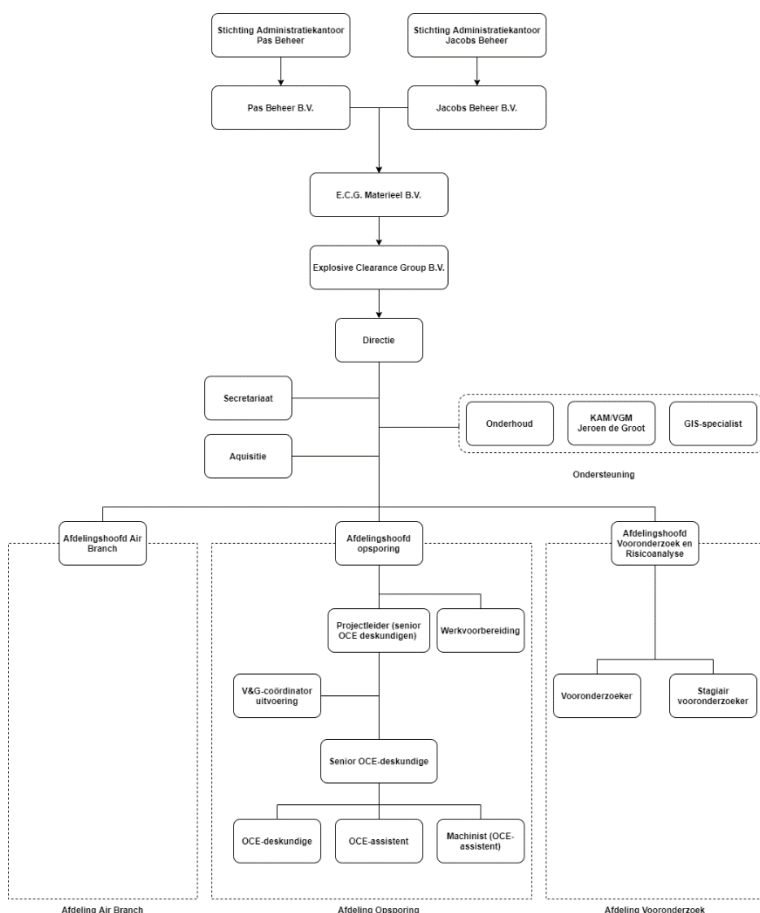 Stichting Administratiekantoor
Pas Beheer
Stichting Administratiekantoor
Jacobs Beheer
Pas Beheer B.V.
Jacobs Beheer B.V.
E.C.G. Materieel B.V.
Explosive Clearance Group B.V.
Directie
Secretariaat
Aquisitie
Onderhoud
KAM/VGM
Jeroen de Groot
GIS-specialist
Ondersteuning
Afdelingshoofd Air
Branch
Afdelingshoofd
opsporing
Afdelingshoofd
Vooronderzoek en
Risicoanalyse
Projectleider (senior
OCE deskundigen)
Werkvoorbereiding
V&G-coördinator
uitvoering
Vooronderzoeker
Stagiair
vooronderzoeker
Senior OCE-deskundige
OCE-deskundige
OCE-assistent
Machinist (OCE-
assistent)
Afdeling Air Branch
Afdeling Opsporing
Afdeling Vooronderzoek